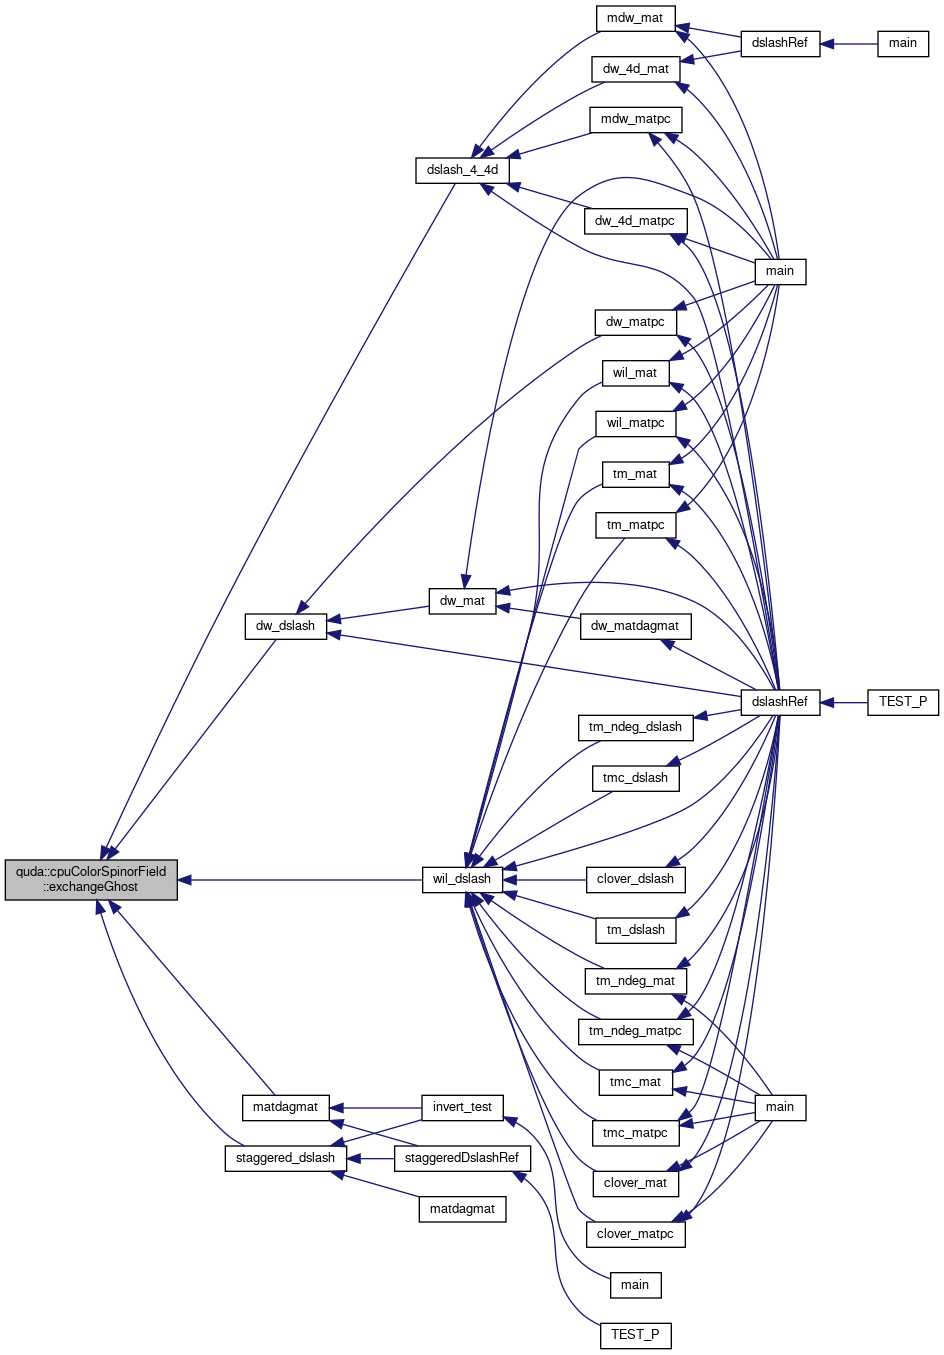 mdw_mat
dslashRef
main
dw_4d_mat
mdw_matpc
dslash_4_4d
dw_4d_matpc
main
dw_matpc
wil_mat
wil_matpc
tm_mat
tm_matpc
dw_mat
dw_dslash
dw_matdagmat
dslashRef
TEST_P
tm_ndeg_dslash
tmc_dslash
quda::cpuColorSpinorField
::exchangeGhost
wil_dslash
clover_dslash
tm_dslash
tm_ndeg_mat
tm_ndeg_matpc
tmc_mat
matdagmat
invert_test
main
tmc_matpc
staggered_dslash
staggeredDslashRef
clover_mat
matdagmat
clover_matpc
main
TEST_P